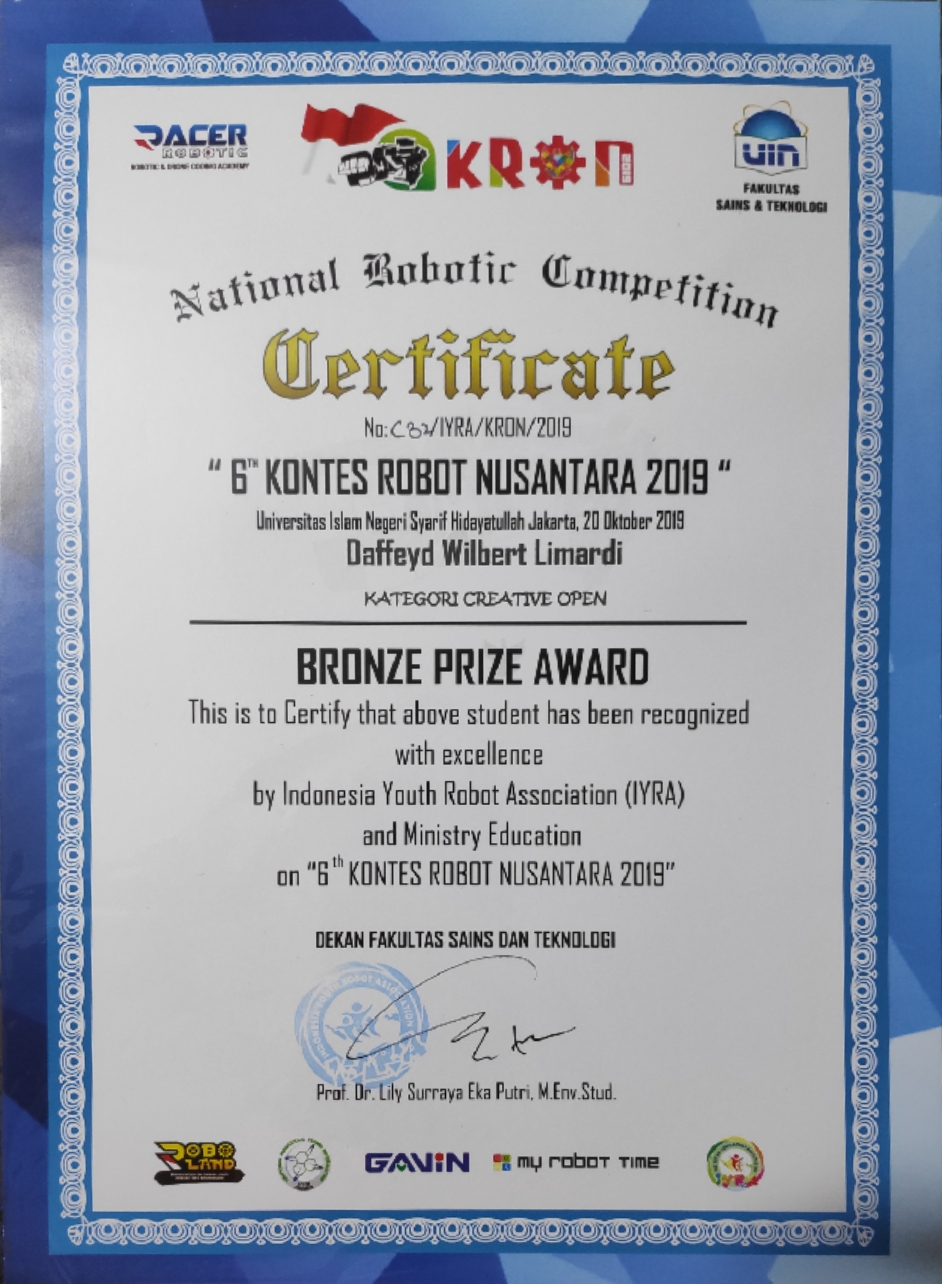 RACER
ROBOTIC
ROBOTIC & DRONE CODING ACADEMY
KRON
2019
UIN
FAKULTAS
SAINS & TEKNOLOGI
National Robotic Competition
Certificate
No: C32/IYRA/KRON/2019
“ 6TH KONTES ROBOT NUSANTARA 2019 “
Universitas Islam Negeri Syarif Hidayatullah Jakarta, 20 Oktober 2019
Daffeyd Wilbert Limardi
KATEGORI CREATIVE OPEN
BRONZE PRIZE AWARD
This is to Certify that above student has been recognized
with excellence
by Indonesia Youth Robot Association (IYRA)
and Ministry Education
on “6th KONTES ROBOT NUSANTARA 2019”
DEKAN FAKULTAS SAINS DAN TEKNOLOGI
INDONESIA YOUTH ROBOT ASSOCIATION
IYRA
Prof. Dr. Lily Surraya Eka Putri, M.Env.Stud.
ROBO
LAND
GAVIN
my robot time
IYRA